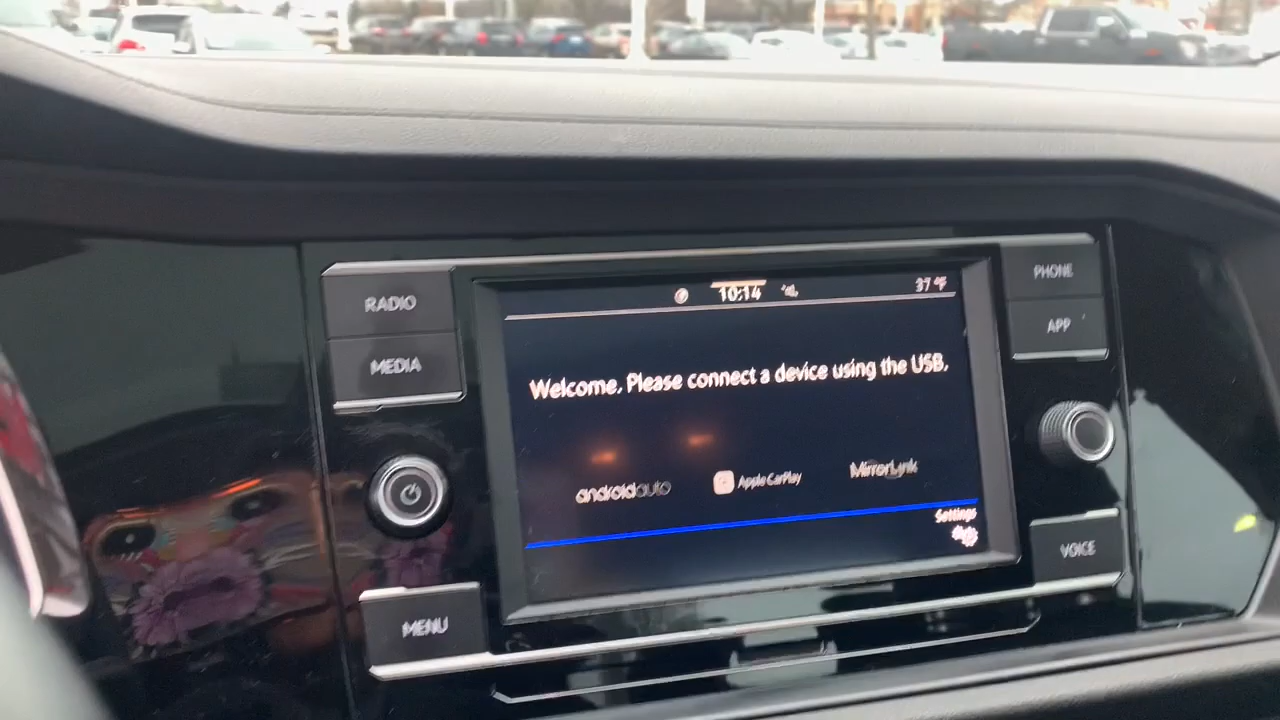 RADIO
MEDIA
MENU
10:14
37 °F
Welcome. Please connect a device using the USB.
androidauto
Apple CarPlay
MirrorLink
Settings
PHONE
APP
VOICE